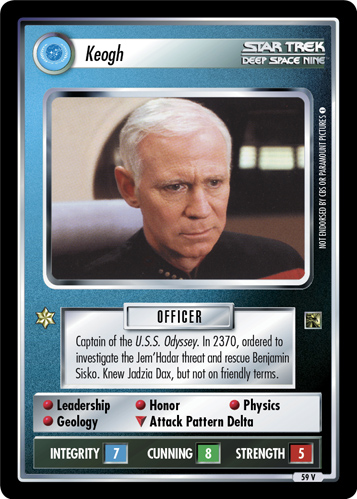 Keogh
STAR TREK
DEEP SPACE NINE
NOT ENDORSED BY CBS OR PARAMOUNT PICTURES
OFFICER
Captain of the U.S.S. Odyssey. In 2370, ordered to
investigate the Jem'Hadar threat and rescue Benjamin
Sisko. Knew Jadzia Dax, but not on friendly terms.
Leadership Honor Physics
Geology Attack Pattern Delta
INTEGRITY 7 CUNNING 8 STRENGTH 5
59 V